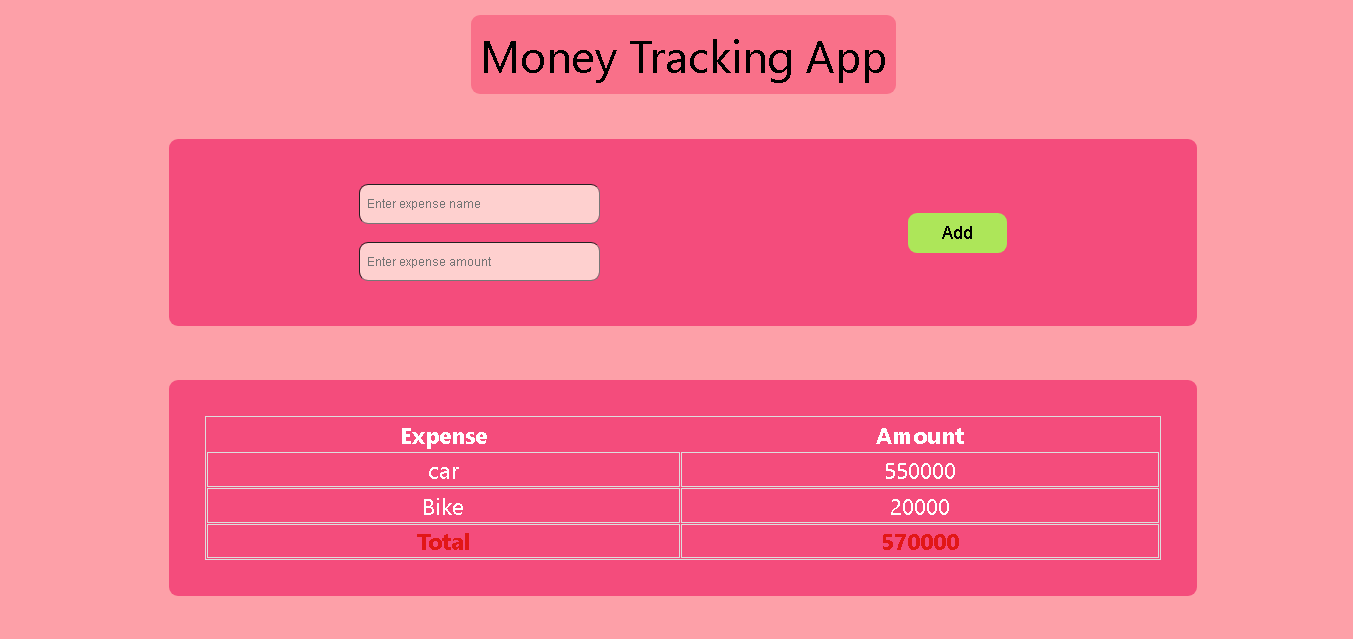 Money Tracking App
Enter expense name
Enter expense amount
Add
Expense Amount
car 550000
Bike 20000
Total 570000